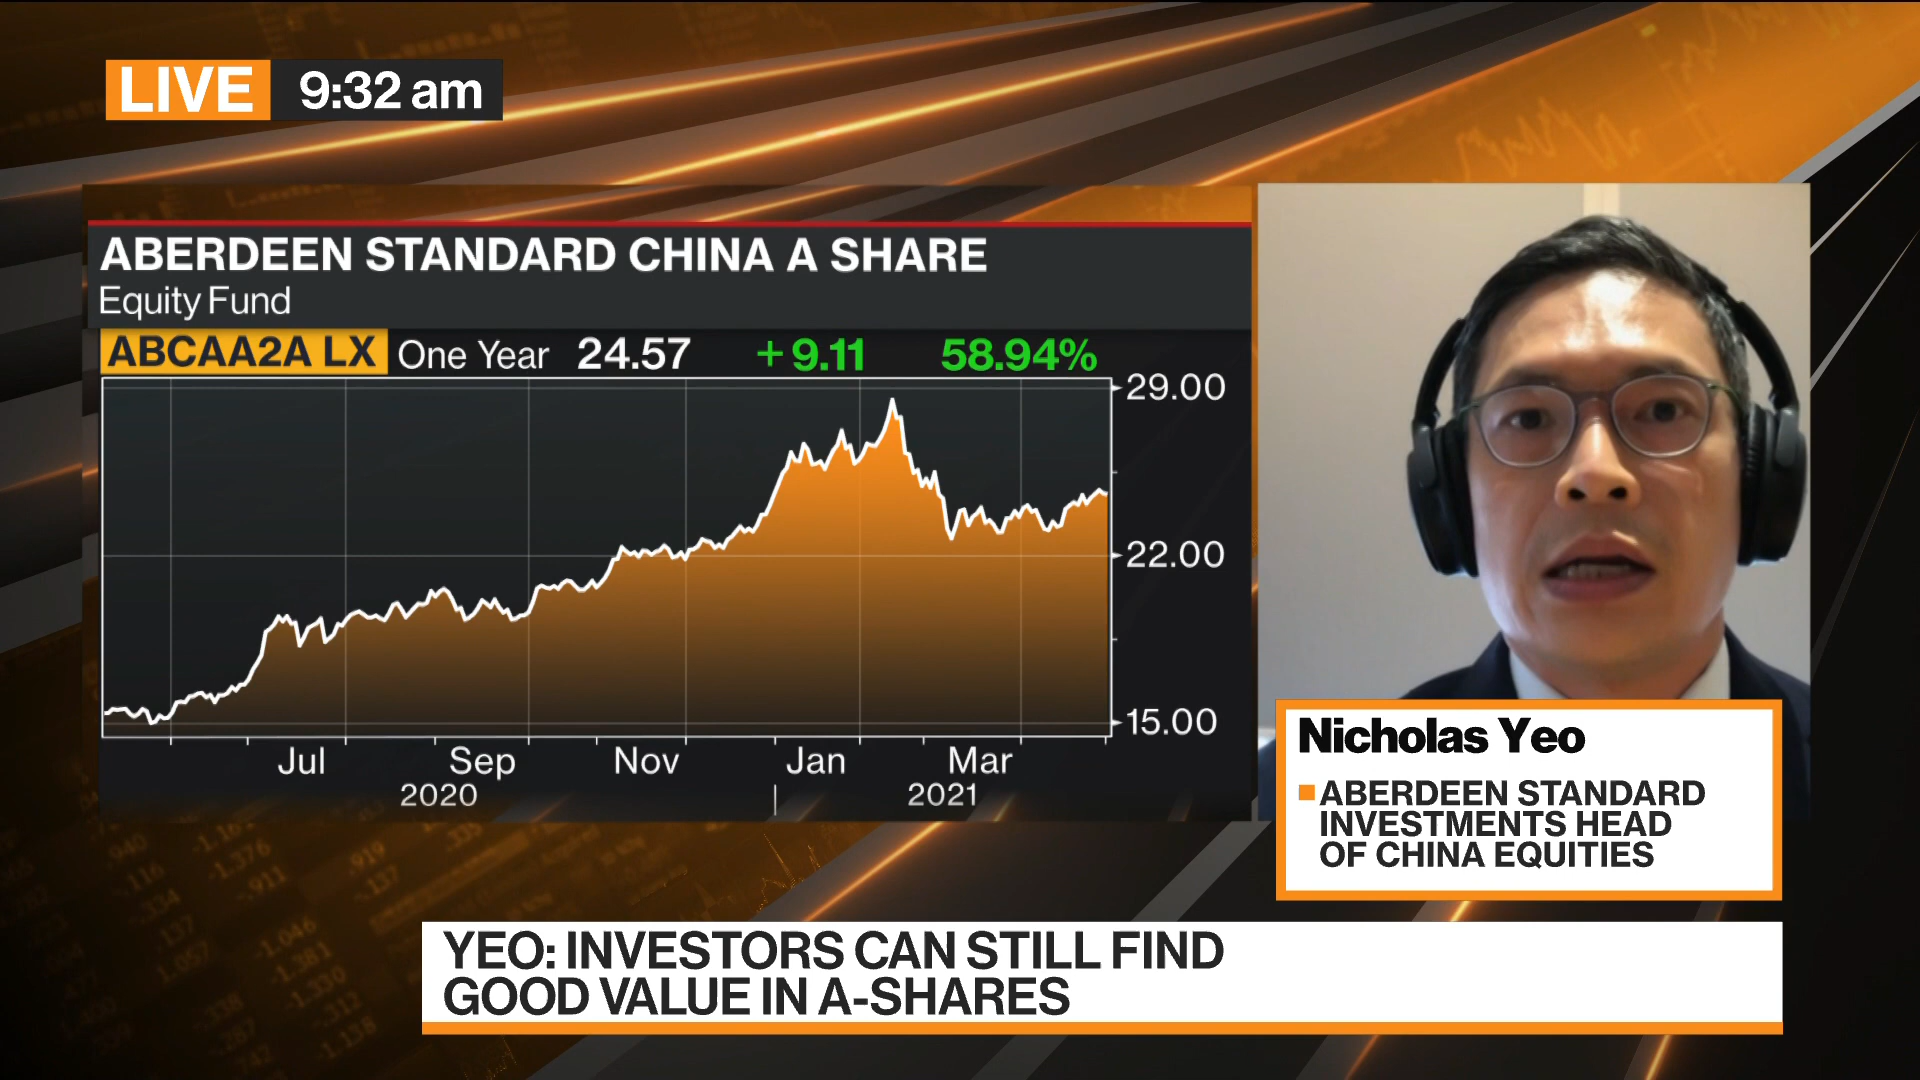 LIVE 9:32 am
ABERDEEN STANDARD CHINA A SHARE
Equity Fund
ABCAA2A LX One Year 24.57 +9.11 58.94%
29.00
22.00
15.00
Jul Sep Nov Jan Mar
2020 2021
Nicholas Yeo
ABERDEEN STANDARD
INVESTMENTS HEAD
OF CHINA EQUITIES
YEO: INVESTORS CAN STILL FIND
GOOD VALUE IN A-SHARES